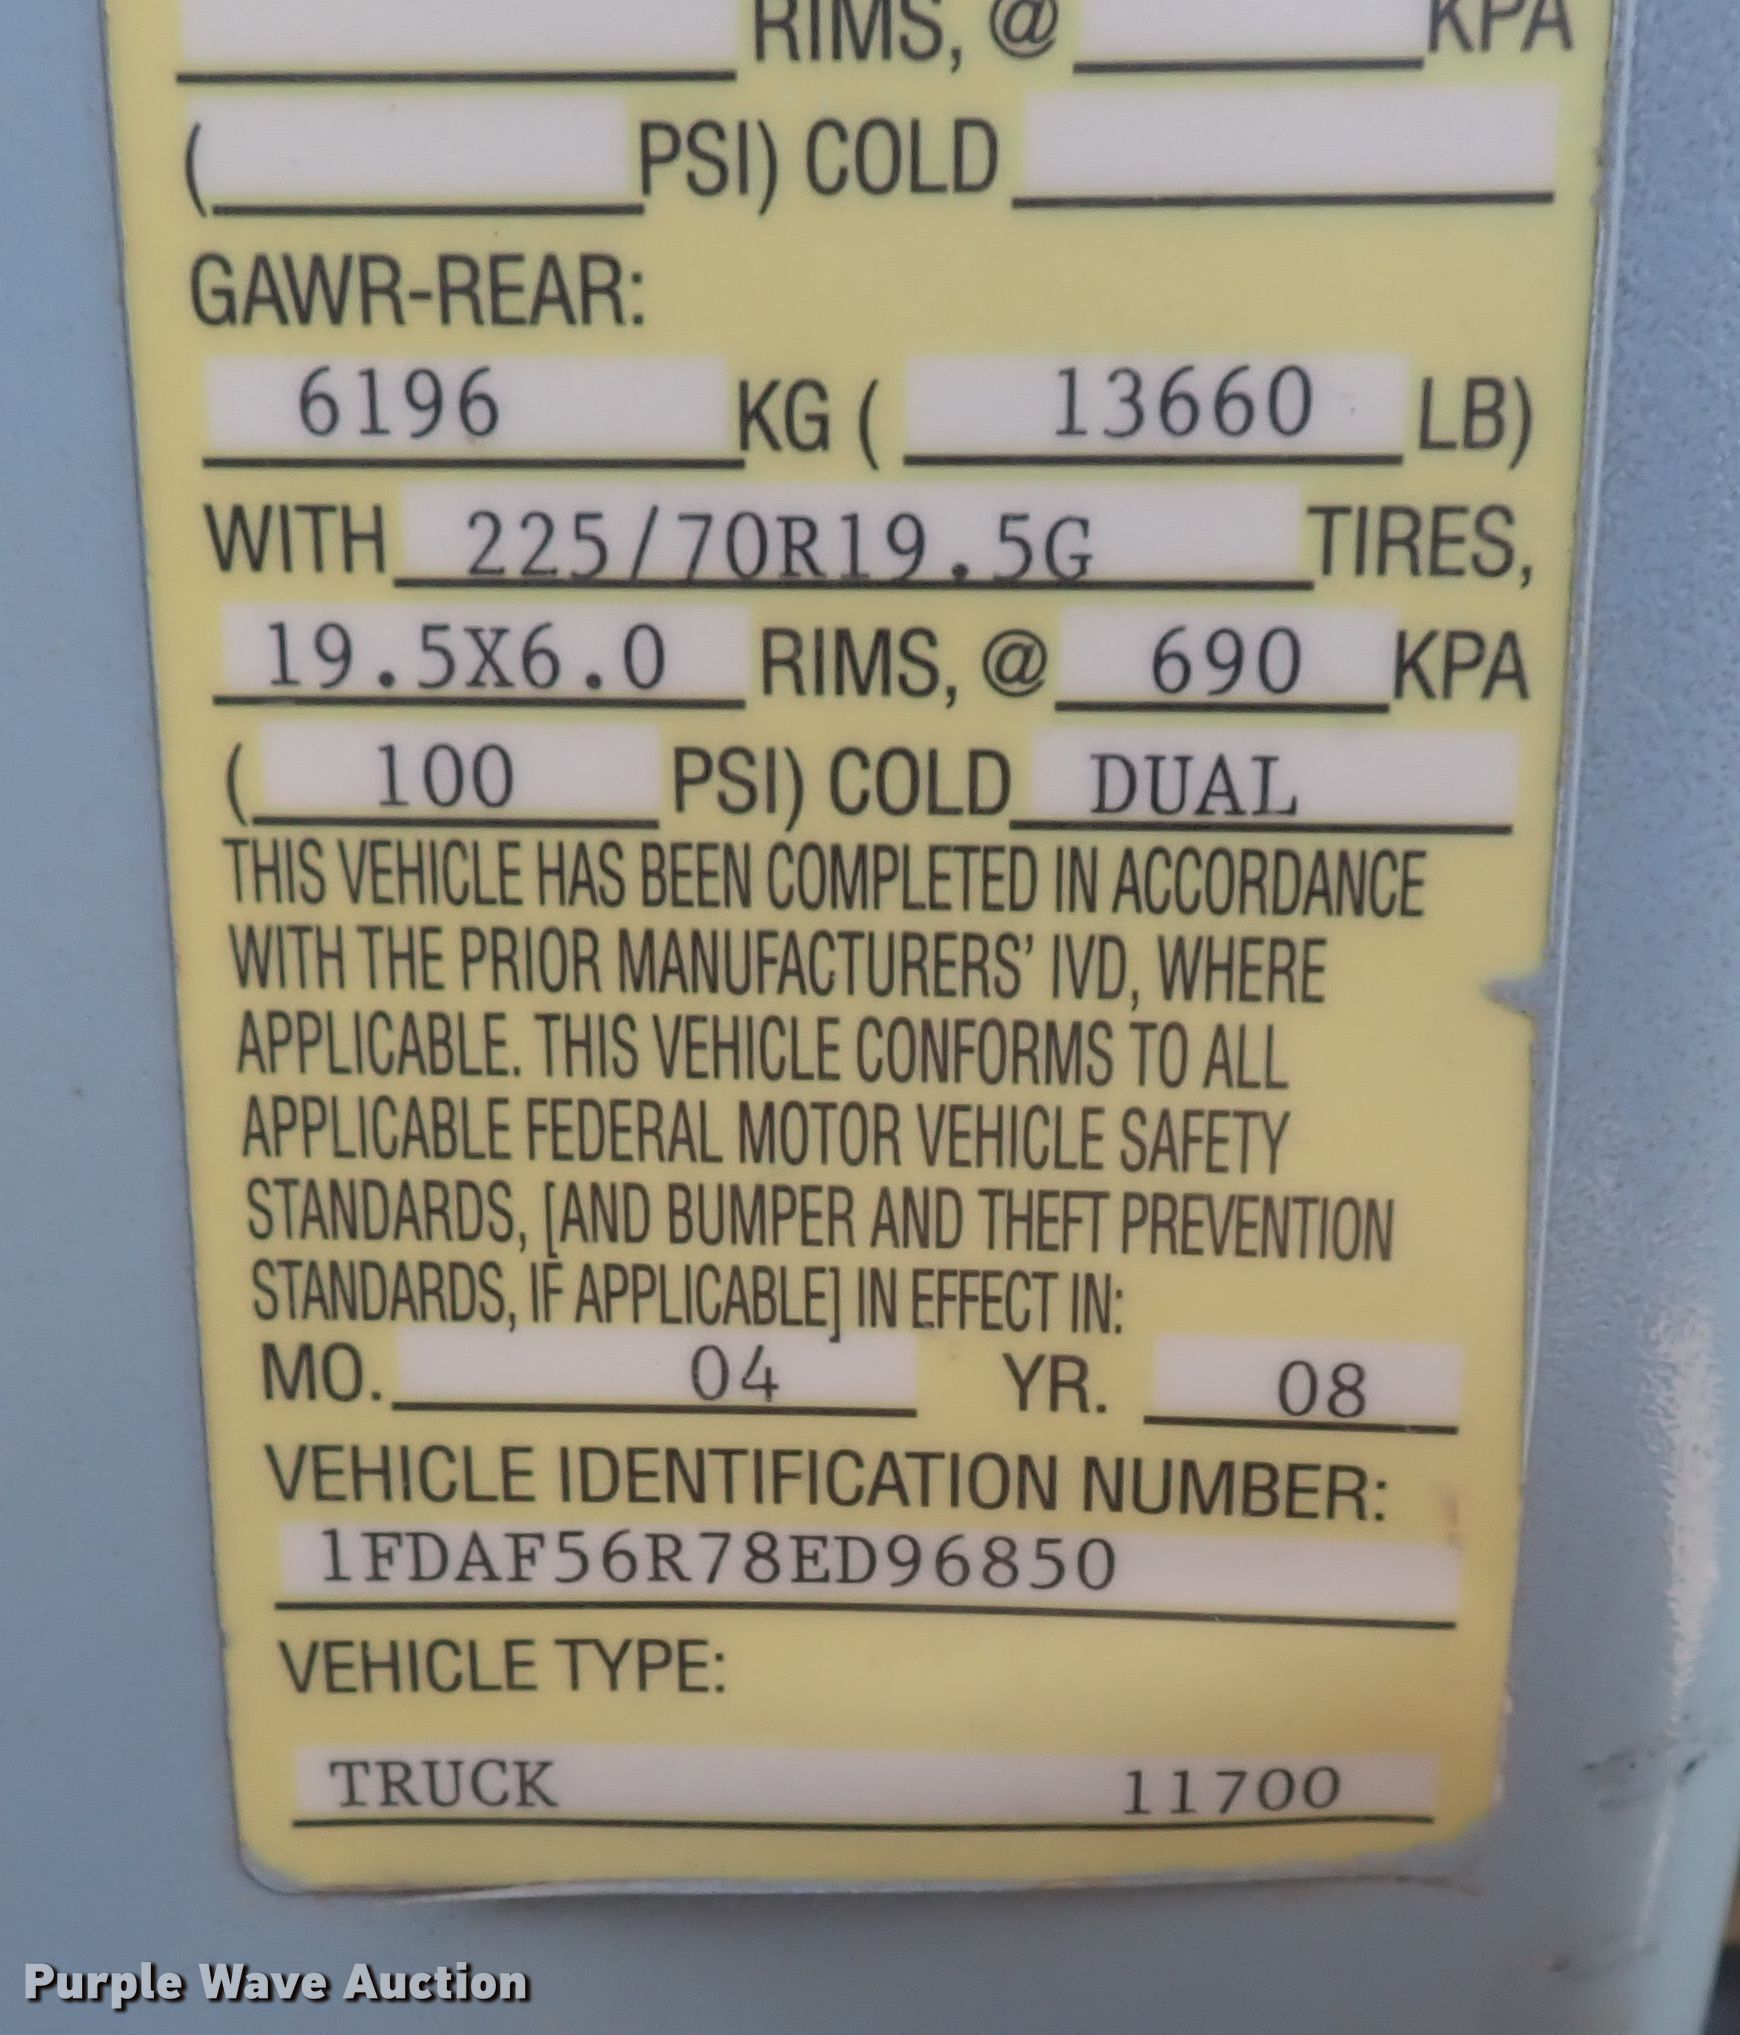 RIMS, @ KPA
( PSI) COLD
GAWR-REAR:
6196 KG ( 13660 LB)
WITH 225/70R19.5G TIRES,
19.5X6.0 RIMS, @ 690 KPA
( 100 PSI) COLD DUAL
THIS VEHICLE HAS BEEN COMPLETED IN ACCORDANCE
WITH THE PRIOR MANUFACTURERS' IVD, WHERE
APPLICABLE. THIS VEHICLE CONFORMS TO ALL
APPLICABLE FEDERAL MOTOR VEHICLE SAFETY
STANDARDS, [AND BUMPER AND THEFT PREVENTION
STANDARDS, IF APPLICABLE] IN EFFECT IN:
MO. 04 YR. 08
VEHICLE IDENTIFICATION NUMBER:
1FDAF56R78ED96850
VEHICLE TYPE:
TRUCK 11700
Purple Wave Auction